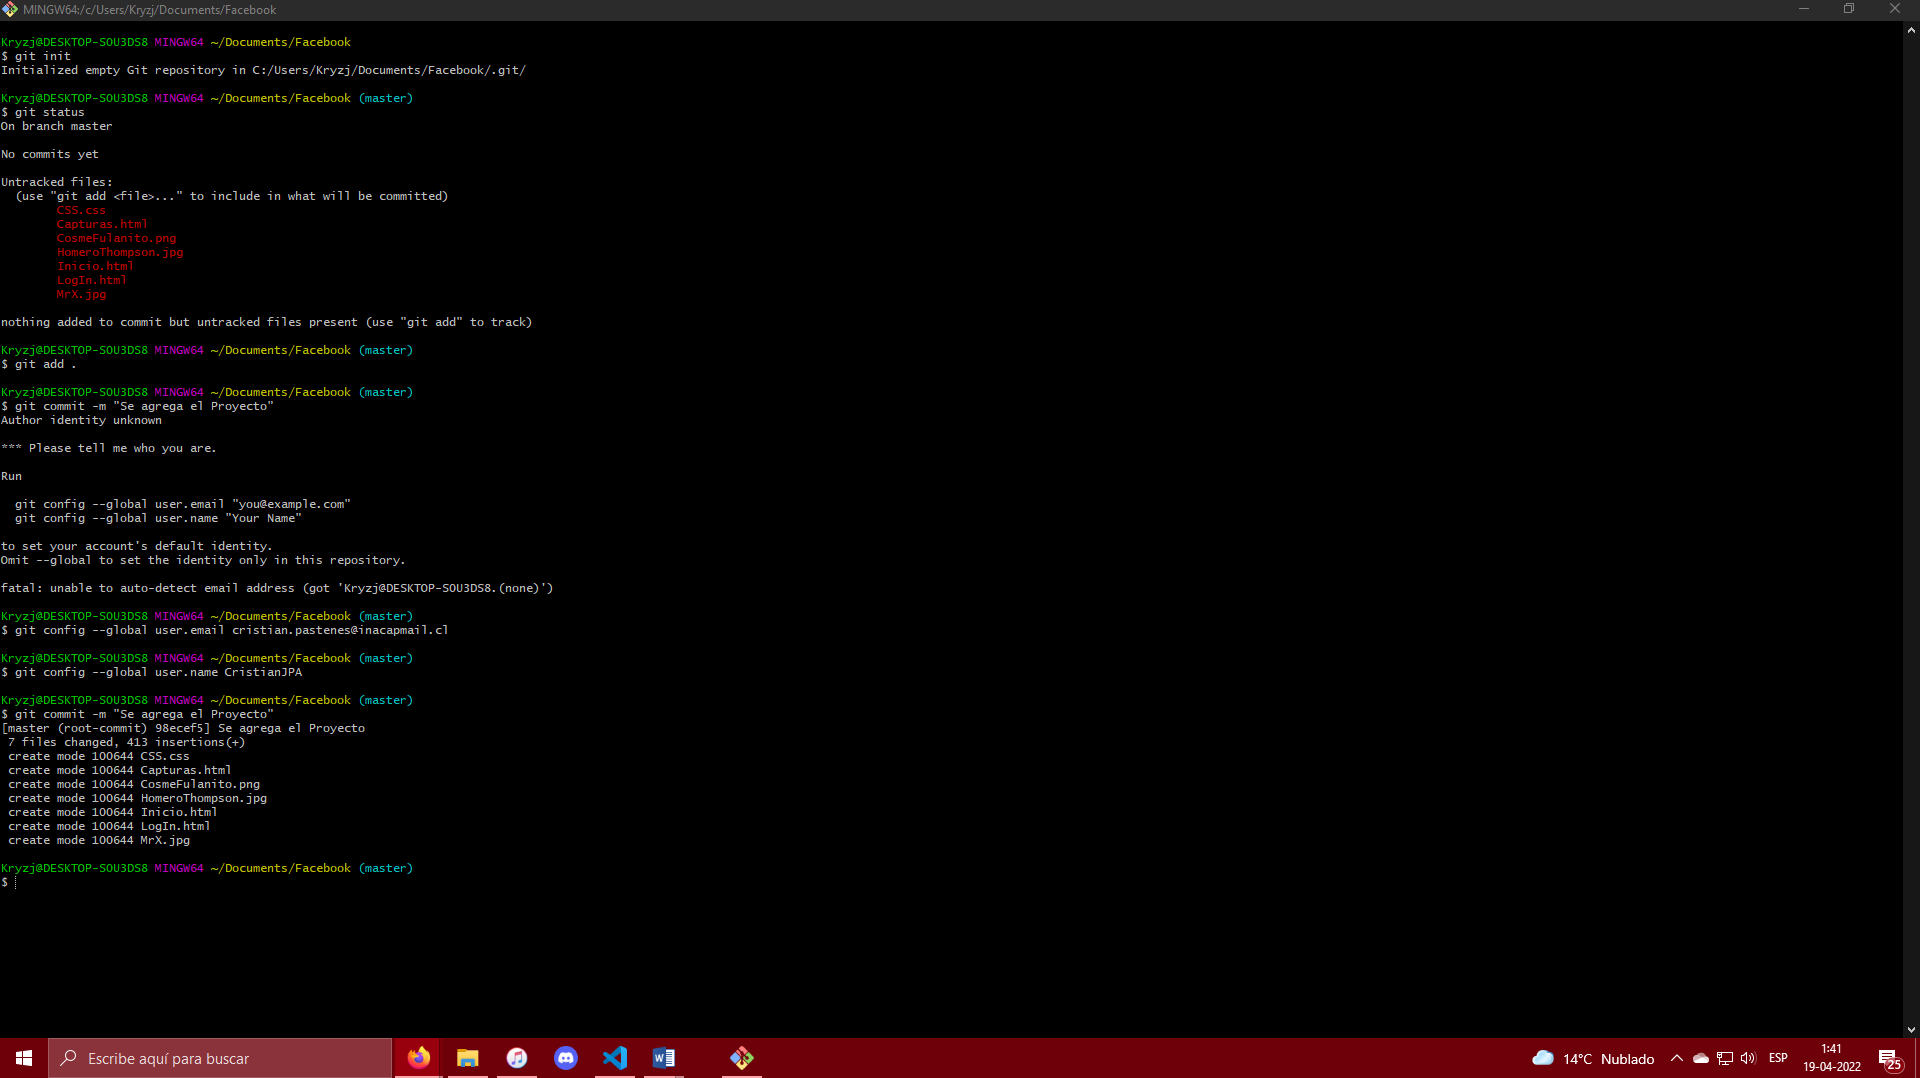 MINGW64:/c/Users/Kryzj/Documents/Facebook
Kryzj@DESKTOP-SOU3DS8 MINGW64 ~/Documents/Facebook
$ git init
Initialized empty Git repository in C:/Users/Kryzj/Documents/Facebook/.git/
Kryzj@DESKTOP-SOU3DS8 MINGW64 ~/Documents/Facebook (master)
$ git status
On branch master
No commits yet
Untracked files:
  (use "git add <file>..." to include in what will be committed)
        CSS.css
        Capturas.html
        CosmeFulanito.png
        HomeroThompson.jpg
        Inicio.html
        LogIn.html
        MrX.jpg
nothing added to commit but untracked files present (use "git add" to track)
Kryzj@DESKTOP-SOU3DS8 MINGW64 ~/Documents/Facebook (master)
$ git add .
Kryzj@DESKTOP-SOU3DS8 MINGW64 ~/Documents/Facebook (master)
$ git commit -m "Se agrega el Proyecto"
Author identity unknown
*** Please tell me who you are.
Run
  git config --global user.email "you@example.com"
  git config --global user.name "Your Name"
to set your account's default identity.
Omit --global to set the identity only in this repository.
fatal: unable to auto-detect email address (got 'Kryzj@DESKTOP-SOU3DS8.(none)')
Kryzj@DESKTOP-SOU3DS8 MINGW64 ~/Documents/Facebook (master)
$ git config --global user.email cristian.pastenes@inacapmail.cl
Kryzj@DESKTOP-SOU3DS8 MINGW64 ~/Documents/Facebook (master)
$ git config --global user.name CristianJPA
Kryzj@DESKTOP-SOU3DS8 MINGW64 ~/Documents/Facebook (master)
$ git commit -m "Se agrega el Proyecto"
[master (root-commit) 98ecef5] Se agrega el Proyecto
 7 files changed, 413 insertions(+)
 create mode 100644 CSS.css
 create mode 100644 Capturas.html
 create mode 100644 CosmeFulanito.png
 create mode 100644 HomeroThompson.jpg
 create mode 100644 Inicio.html
 create mode 100644 LogIn.html
 create mode 100644 MrX.jpg
Kryzj@DESKTOP-SOU3DS8 MINGW64 ~/Documents/Facebook (master)
$
Escribe aquí para buscar
14°C Nublado
ESP
1:41
19-04-2022
25